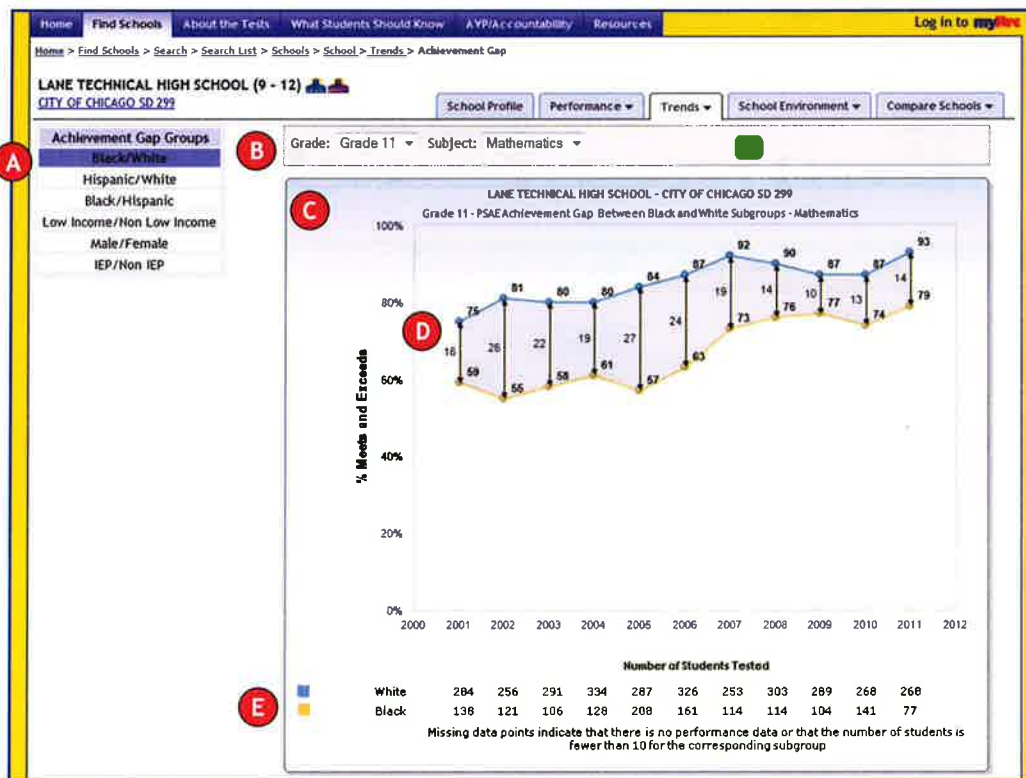 Home Find Schools About the Tests What Students Should Know AYP/Accountability Resources Log in to myIIRC
Home > Find Schools > Search > Search List > Schools > School > Trends > Achievement Gap
LANE TECHNICAL HIGH SCHOOL (9 - 12)
CITY OF CHICAGO SD 299
School Profile Performance Trends School Environment Compare Schools
Achievement Gap Groups
A
Black/White
Hispanic/White
Black/Hispanic
Low Income/Non Low Income
Male/Female
IEP/Non IEP
B
Grade: Grade 11 Subject: Mathematics
C
LANE TECHNICAL HIGH SCHOOL - CITY OF CHICAGO SD 299
Grade 11 - PSAE Achievement Gap Between Black and White Subgroups - Mathematics
D
% Meets and Exceeds
100%
80%
60%
40%
20%
0%
75 81 80 80 84 87 92 90 87 87 93
16 26 22 19 27 24 19 14 10 13 14
59 55 58 61 57 63 73 76 77 74 79
2000 2001 2002 2003 2004 2005 2006 2007 2008 2009 2010 2011 2012
Number of Students Tested
E
White 284 256 291 334 287 326 253 303 289 268 268
Black 138 121 106 128 208 161 114 114 104 141 77
Missing data points indicate that there is no performance data or that the number of students is
fewer than 10 for the corresponding subgroup